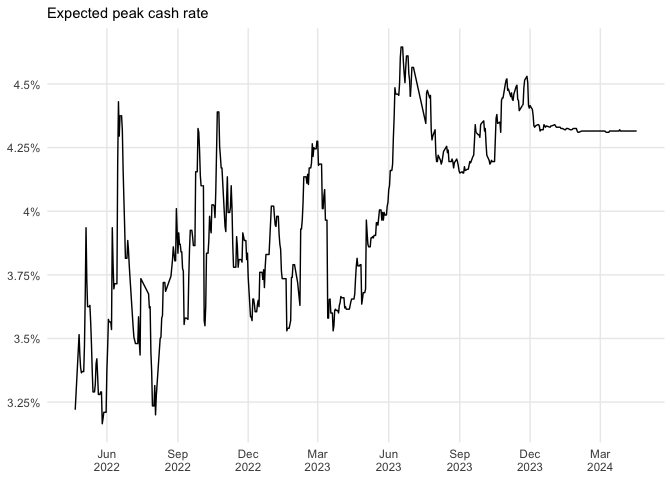 Expected peak cash rate
4.5%
4.25%
4%
3.75%
3.5%
3.25%
Jun Sep Dec Mar Jun Sep Dec Mar
2022 2022 2022 2023 2023 2023 2023 2024